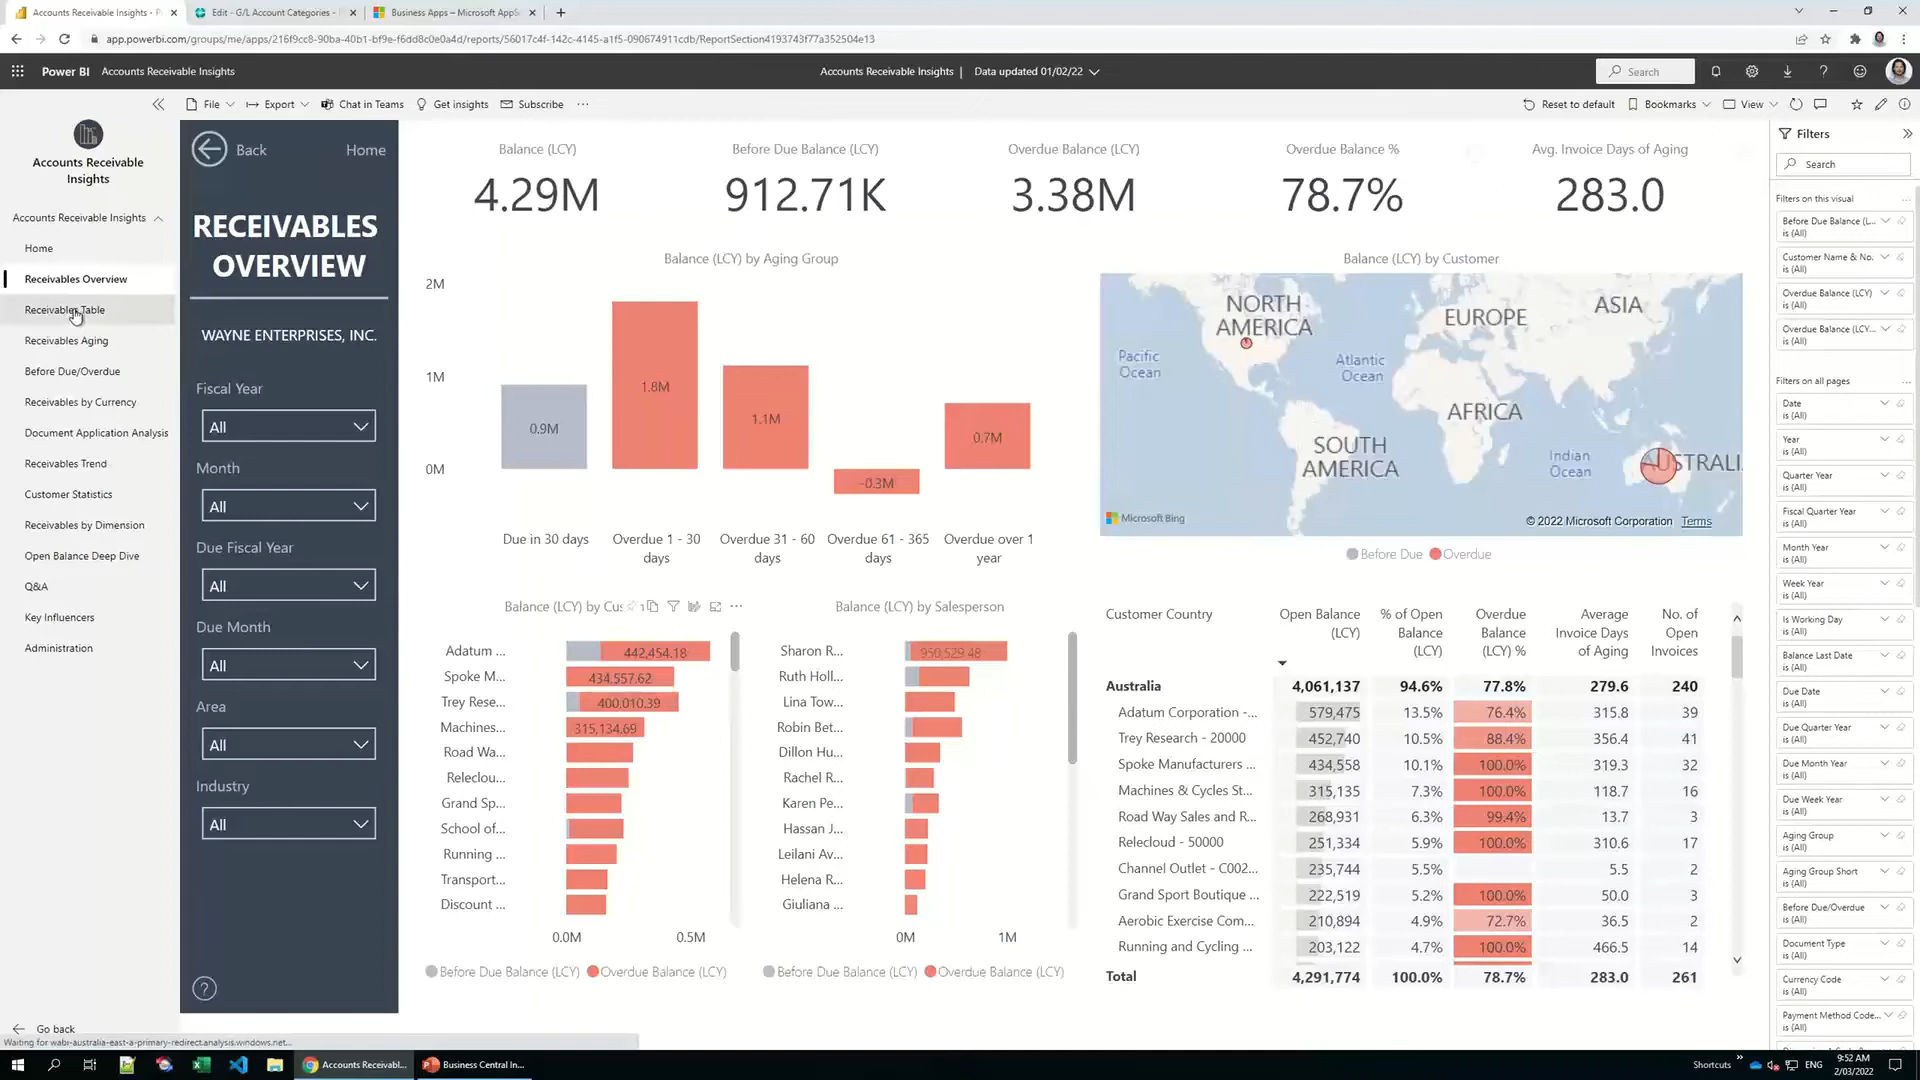 Accounts Receivable Insights - P
Edit - G/L Account Categories -
Business Apps – Microsoft AppS
app.powerbi.com/groups/me/apps/216f9cc8-90ba-40b1-bf9e-f6dd8c0e0a4d/reports/56017c4f-142c-4145-a1f5-090674911cdb/ReportSection4193743f77a352504e13
Power BI Accounts Receivable Insights
Accounts Receivable Insights | Data updated 01/02/22
Search
File Export Chat in Teams Get insights Subscribe ...
Reset to default Bookmarks View
Accounts Receivable
Insights
Accounts Receivable Insights
Home
Receivables Overview
Receivables Table
Receivables Aging
Before Due/Overdue
Receivables by Currency
Document Application Analysis
Receivables Trend
Customer Statistics
Receivables by Dimension
Open Balance Deep Dive
Q&A
Key Influencers
Administration
Go back
Waiting for wabi-australia-east-a-primary-redirect.analysis.windows.net...
Back Home
RECEIVABLES
OVERVIEW
WAYNE ENTERPRISES, INC.
Fiscal Year
All
Month
All
Due Fiscal Year
All
Due Month
All
Area
All
Industry
All
?
Balance (LCY)
4.29M
Before Due Balance (LCY)
912.71K
Overdue Balance (LCY)
3.38M
Overdue Balance %
78.7%
Avg. Invoice Days of Aging
283.0
Balance (LCY) by Aging Group
2M
1M
0M
0.9M
1.8M
1.1M
-0.3M
0.7M
Due in 30 days
Overdue 1 - 30
days
Overdue 31 - 60
days
Overdue 61 - 365
days
Overdue over 1
year
Balance (LCY) by Customer
NORTH
AMERICA
EUROPE
ASIA
Pacific
Ocean
Atlantic
Ocean
AFRICA
SOUTH
AMERICA
Indian
Ocean
AUSTRALI
Microsoft Bing
© 2022 Microsoft Corporation Terms
Before Due Overdue
Balance (LCY) by Cus
Adatum ... 442,454.18
Spoke M... 434,557.62
Trey Rese... 400,010.39
Machines... 315,134.69
Road Wa...
Releclou...
Grand Sp...
School of...
Running ...
Transport...
Discount ...
0.0M 0.5M
Before Due Balance (LCY) Overdue Balance (LCY)
Balance (LCY) by Salesperson
Sharon R... 950,529.48
Ruth Holl...
Lina Tow...
Robin Bet...
Dillon Hu...
Rachel R...
Karen Pe...
Hassan J...
Leilani Av...
Helena R...
Giuliana ...
0M 1M
Before Due Balance (LCY) Overdue Balance (LCY)
Customer Country
Open Balance
(LCY)
% of Open
Balance
(LCY)
Overdue
Balance
(LCY) %
Average
Invoice Days
of Aging
No. of
Open
Invoices
Australia 4,061,137 94.6% 77.8% 279.6 240
Adatum Corporation -... 579,475 13.5% 76.4% 315.8 39
Trey Research - 20000 452,740 10.5% 88.4% 356.4 41
Spoke Manufacturers ... 434,558 10.1% 100.0% 319.3 32
Machines & Cycles St... 315,135 7.3% 100.0% 118.7 16
Road Way Sales and R... 268,931 6.3% 99.4% 13.7 3
Relecloud - 50000 251,334 5.9% 100.0% 310.6 17
Channel Outlet - C002... 235,744 5.5% 5.5 2
Grand Sport Boutique ... 222,519 5.2% 100.0% 50.0 3
Aerobic Exercise Com... 210,894 4.9% 72.7% 36.5 2
Running and Cycling ... 203,122 4.7% 100.0% 466.5 14
Total 4,291,774 100.0% 78.7% 283.0 261
Filters
Search
Filters on this visual
Before Due Balance (L...
is (All)
Customer Name & No.
is (All)
Overdue Balance (LCY)
is (All)
Overdue Balance (LCY...
is (All)
Filters on all pages
Date
is (All)
Year
is (All)
Quarter Year
is (All)
Fiscal Quarter Year
is (All)
Month Year
is (All)
Week Year
is (All)
Is Working Day
is (All)
Balance Last Date
is (All)
Due Date
is (All)
Due Quarter Year
is (All)
Due Month Year
is (All)
Due Week Year
is (All)
Aging Group
is (All)
Aging Group Short
is (All)
Before Due/Overdue
is (All)
Document Type
is (All)
Currency Code
is (All)
Payment Method Code...
is (All)
Accounts Receivabl...
Business Central In...
Shortcuts
ENG
9:52 AM
2/03/2022